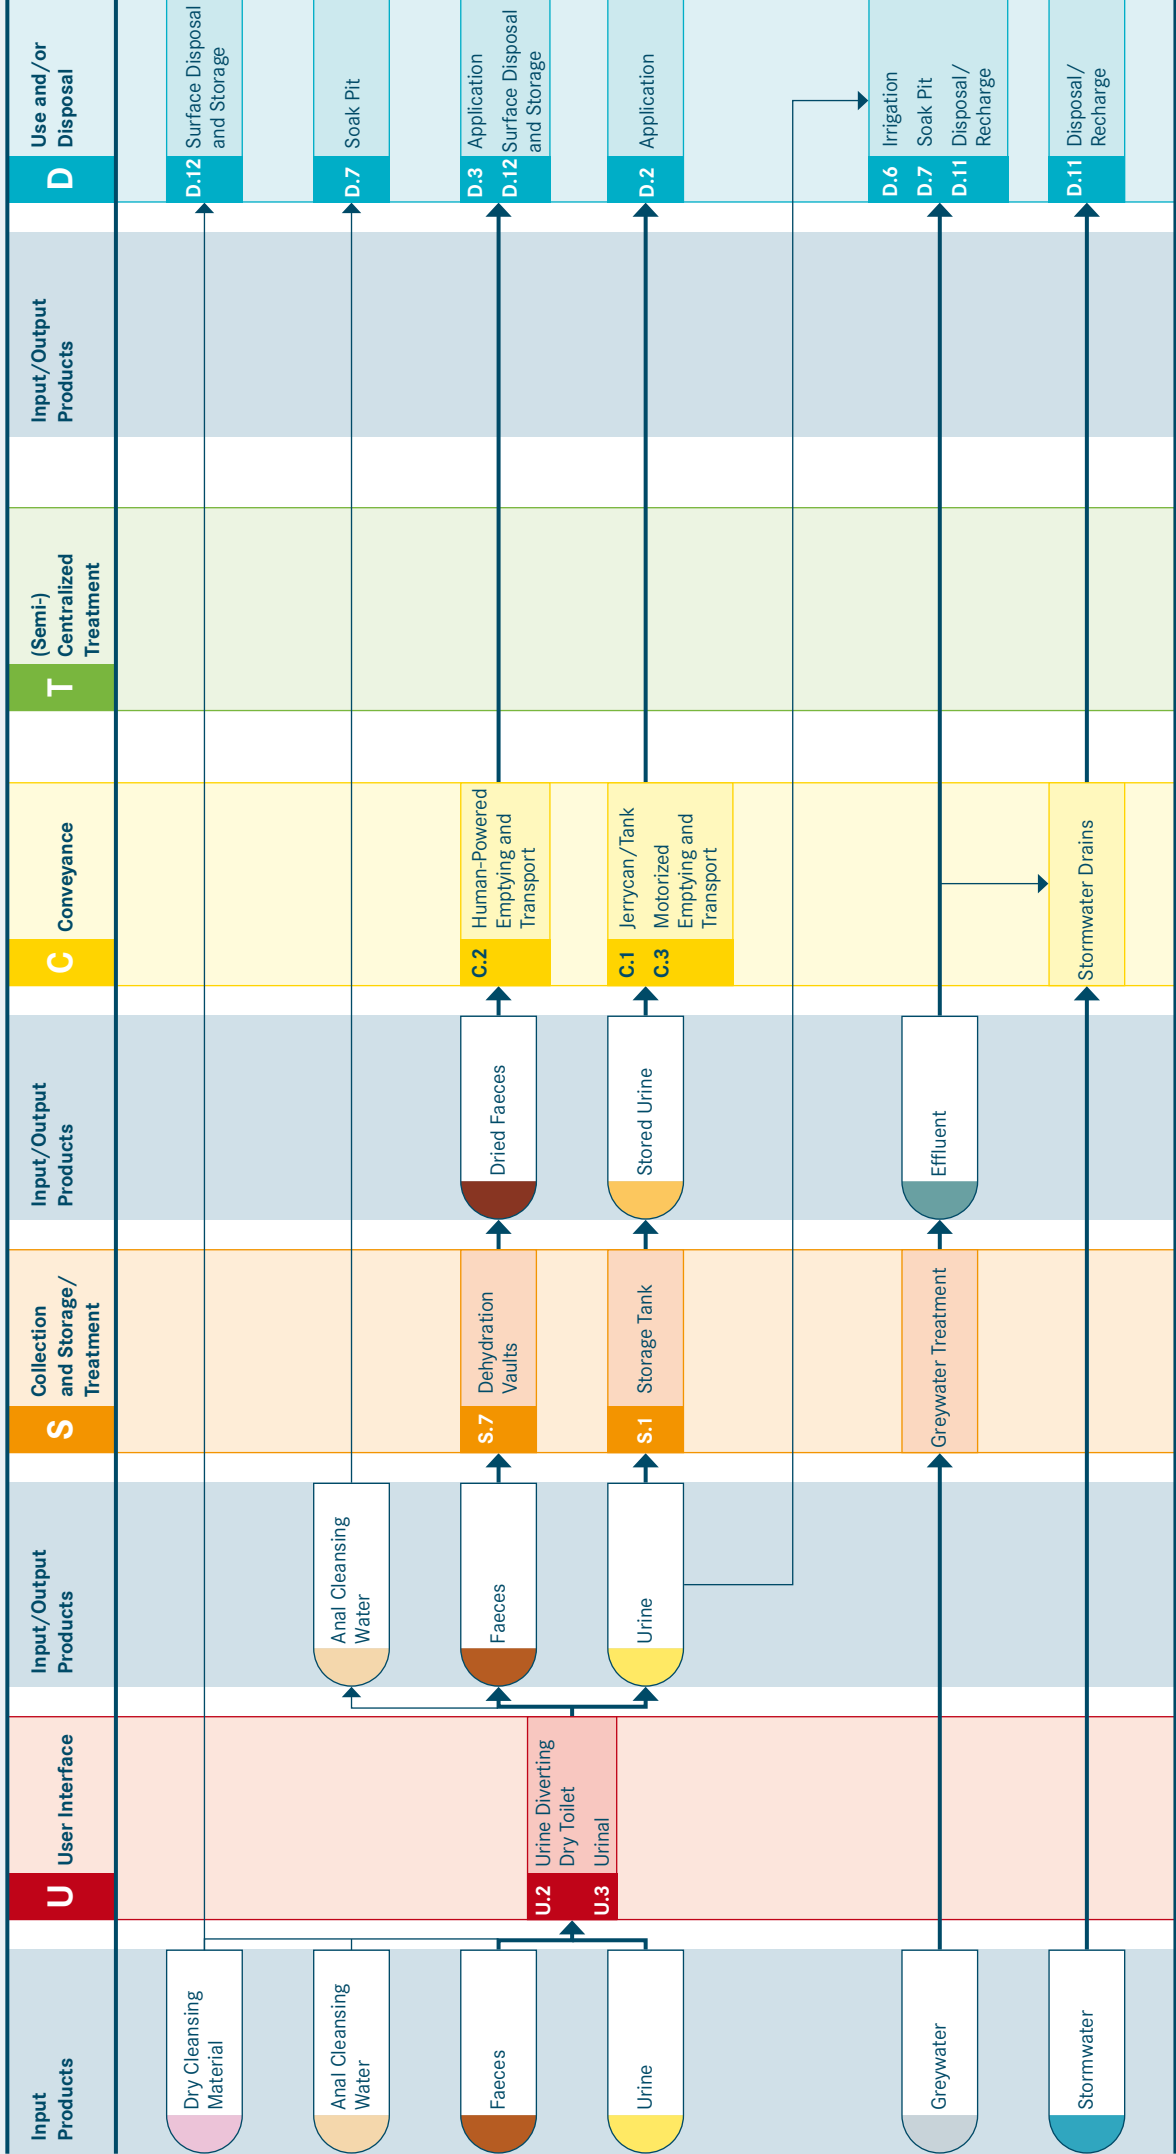 Input
Products
U
User Interface
Input/Output
Products
S
Collection
and Storage/
Treatment
Input/Output
Products
C
Conveyance
T
(Semi-)
Centralized
Treatment
Input/Output
Products
D
Use and/or
Disposal
Dry Cleansing
Material
D.12
Surface Disposal
and Storage
Anal Cleansing
Water
Anal Cleansing
Water
D.7
Soak Pit
Faeces
U.2
Urine Diverting
Dry Toilet
U.3
Urinal
Faeces
S.7
Dehydration
Vaults
Dried Faeces
C.2
Human-Powered
Emptying and
Transport
D.3
Application
D.12
Surface Disposal
and Storage
Urine
Urine
S.1
Storage Tank
Stored Urine
C.1
Jerrycan/Tank
C.3
Motorized
Emptying and
Transport
D.2
Application
Greywater
Greywater Treatment
Effluent
D.6
Irrigation
D.7
Soak Pit
D.11
Disposal/
Recharge
Stormwater
Stormwater Drains
D.11
Disposal/
Recharge